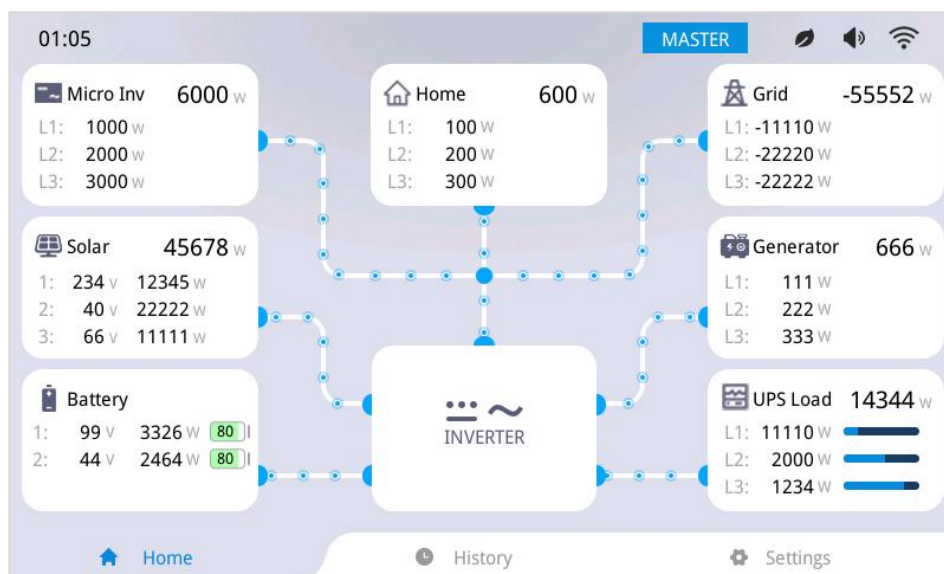 01:05
MASTER
Micro Inv 6000 W
L1: 1000 W
L2: 2000 W
L3: 3000 W
Home 600 W
L1: 100 W
L2: 200 W
L3: 300 W
Grid -55552 W
L1: -11110 W
L2: -22220 W
L3: -22222 W
Solar 45678 W
1: 234 V 12345 W
2: 40 V 22222 W
3: 66 V 11111 W
Generator 666 W
L1: 111 W
L2: 222 W
L3: 333 W
Battery
1: 99 V 3326 W 80
2: 44 V 2464 W 80
INVERTER
UPS Load 14344 W
L1: 11110 W
L2: 2000 W
L3: 1234 W
Home
History
Settings